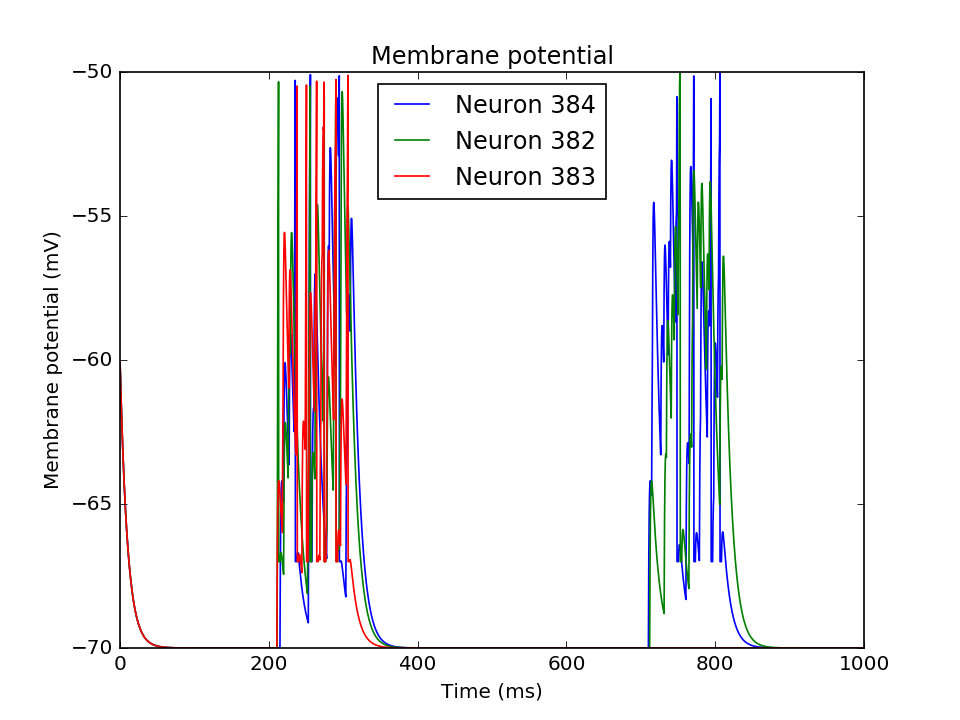 Membrane potential
−50
−55
−60
−65
−70
Membrane potential (mV)
Neuron 384
Neuron 382
Neuron 383
0
200
400
600
800
1000
Time (ms)